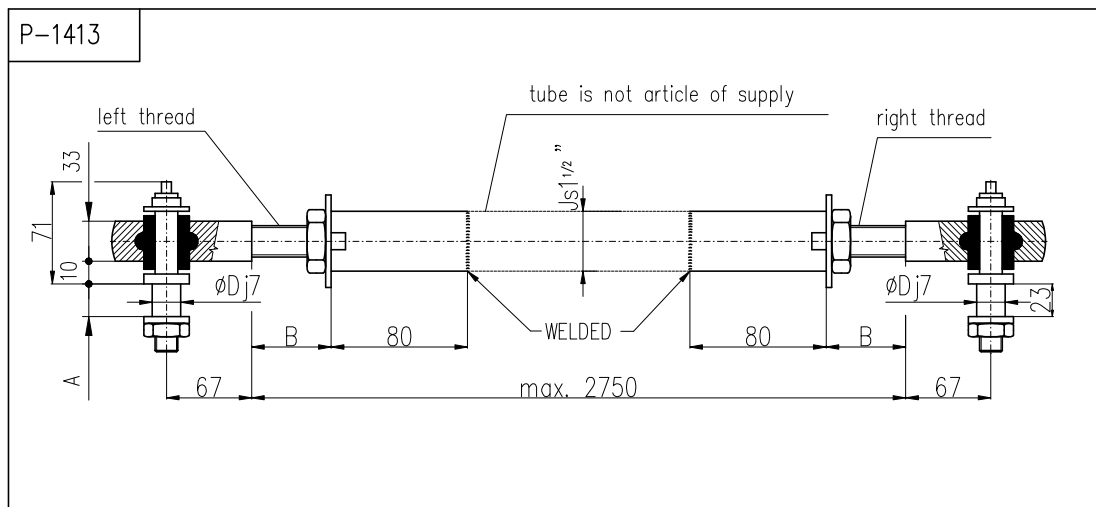 P-1413
tube is not article of supply
left thread
right thread
33
Js1 1/2 "
71
10
ØDj7
ØDj7
23
B
80
WELDED
80
B
A
67
max. 2750
67